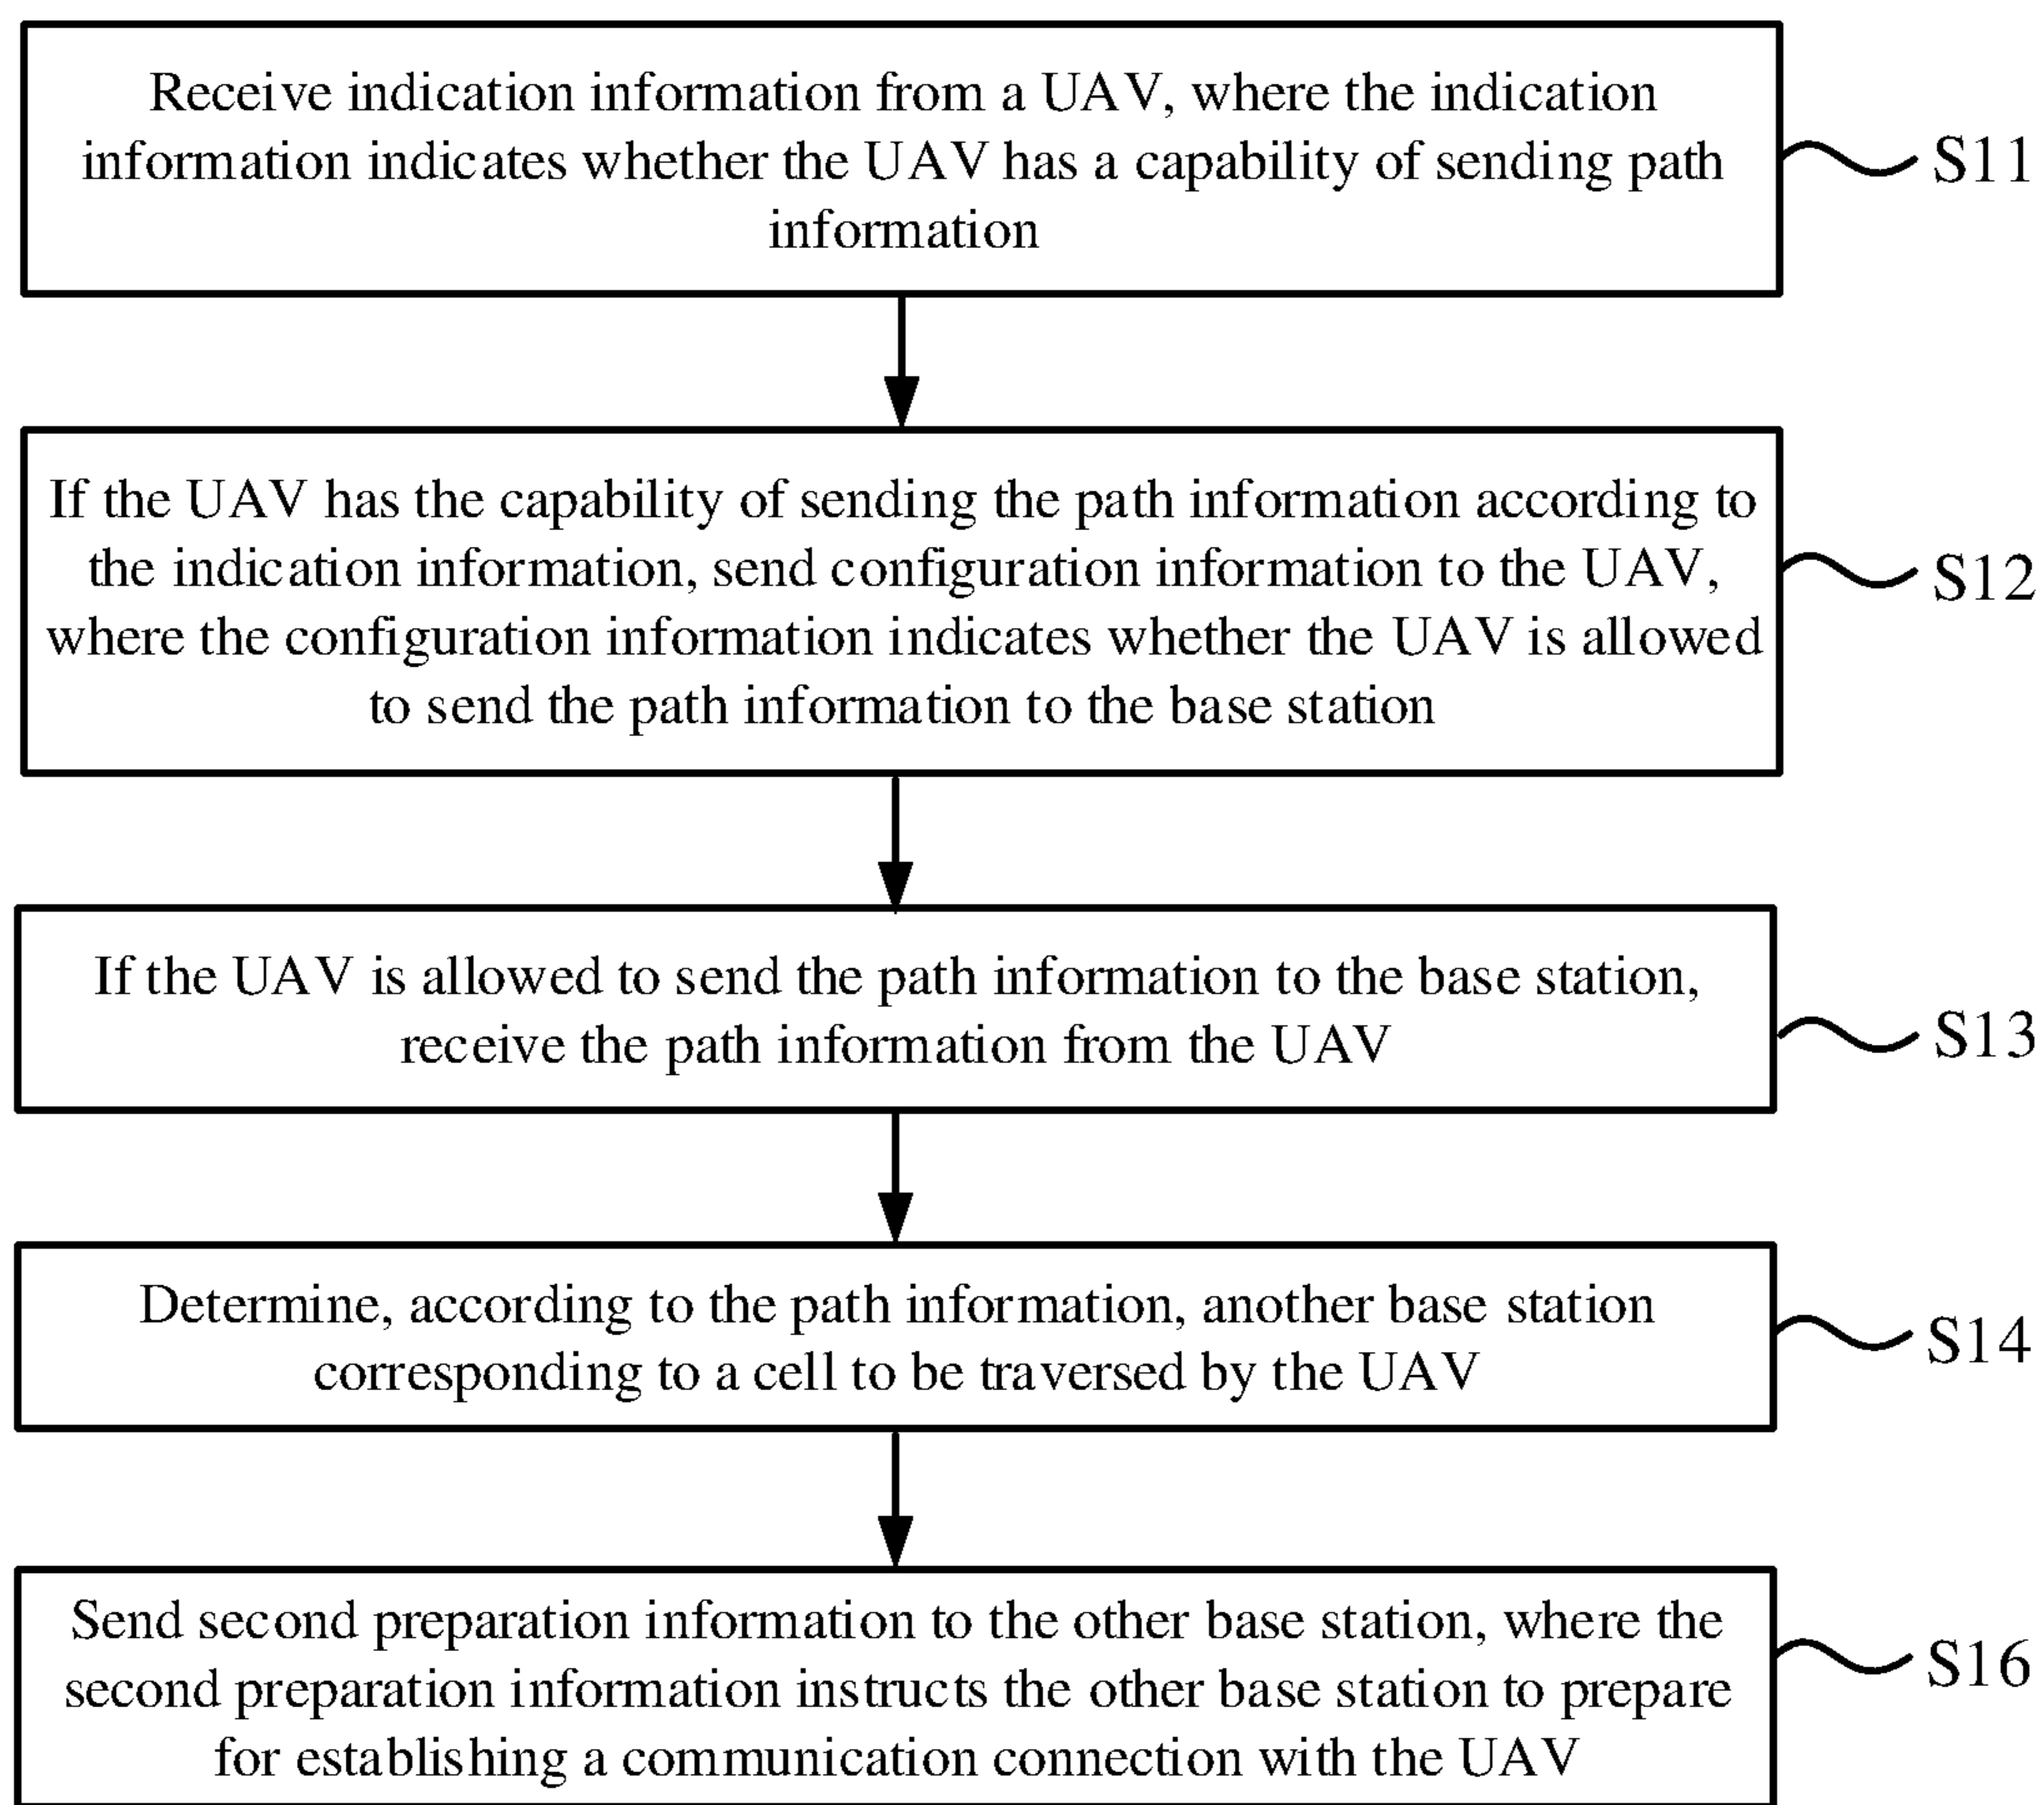 Receive indication information from a UAV, where the indication
information indicates whether the UAV has a capability of sending path
information
S11
If the UAV has the capability of sending the path information according to
the indication information, send configuration information to the UAV,
where the configuration information indicates whether the UAV is allowed
to send the path information to the base station
S12
If the UAV is allowed to send the path information to the base station,
receive the path information from the UAV
S13
Determine, according to the path information, another base station
corresponding to a cell to be traversed by the UAV
S14
Send second preparation information to the other base station, where the
second preparation information instructs the other base station to prepare
for establishing a communication connection with the UAV
S16